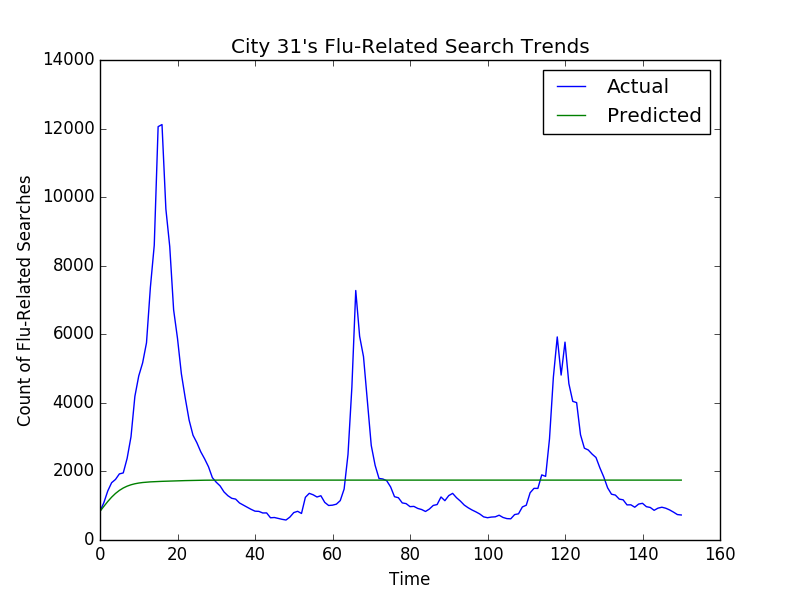 City 31's Flu-Related Search Trends
14000
12000
10000
8000
6000
4000
2000
0
Count of Flu-Related Searches
Actual
Predicted
0 20 40 60 80 100 120 140 160
Time